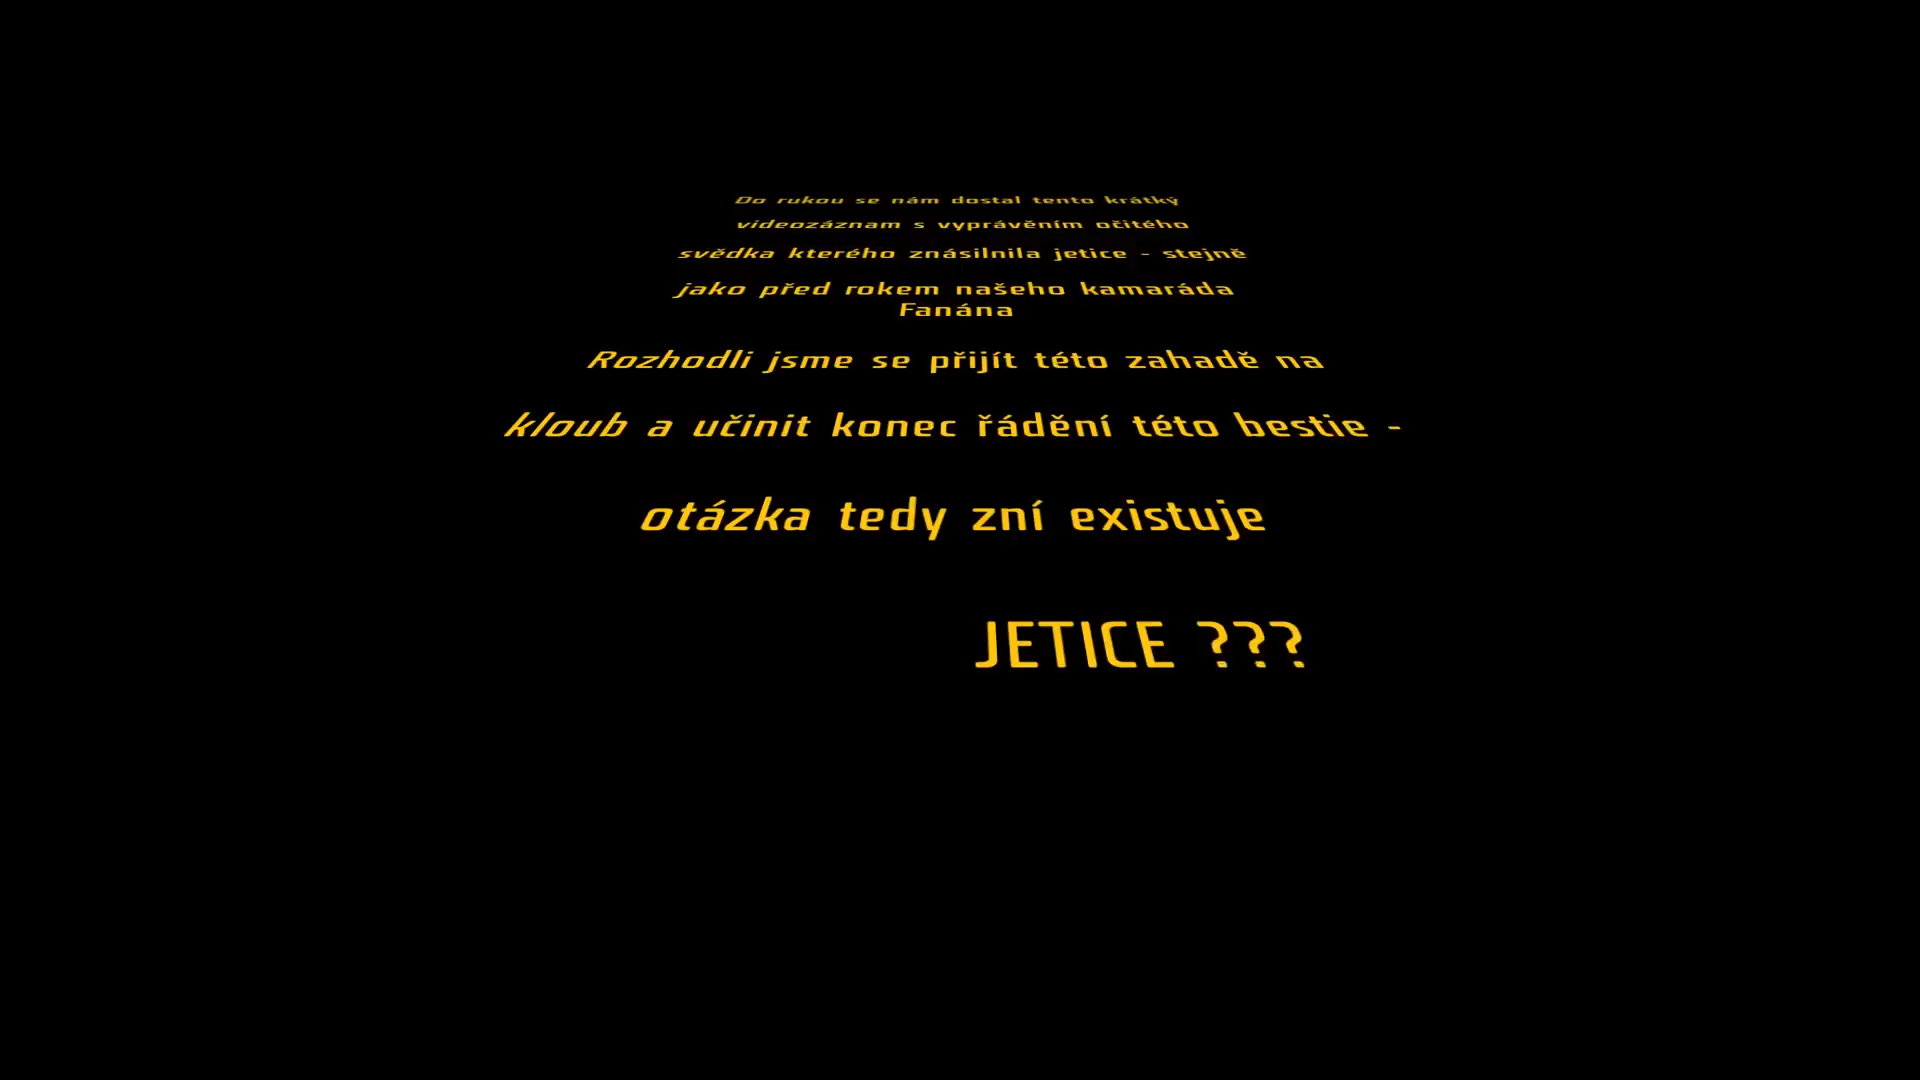 Do rukou se nám dostal tento krátký
videozáznam s vyprávěním očitého
svědka kterého znásilnila jetice - stejně
jako před rokem našeho kamaráda
Fanána
Rozhodli jsme se přijít této zahadě na
kloub a učinit konec řádění této bestie -
otázka tedy zní existuje
JETICE ???